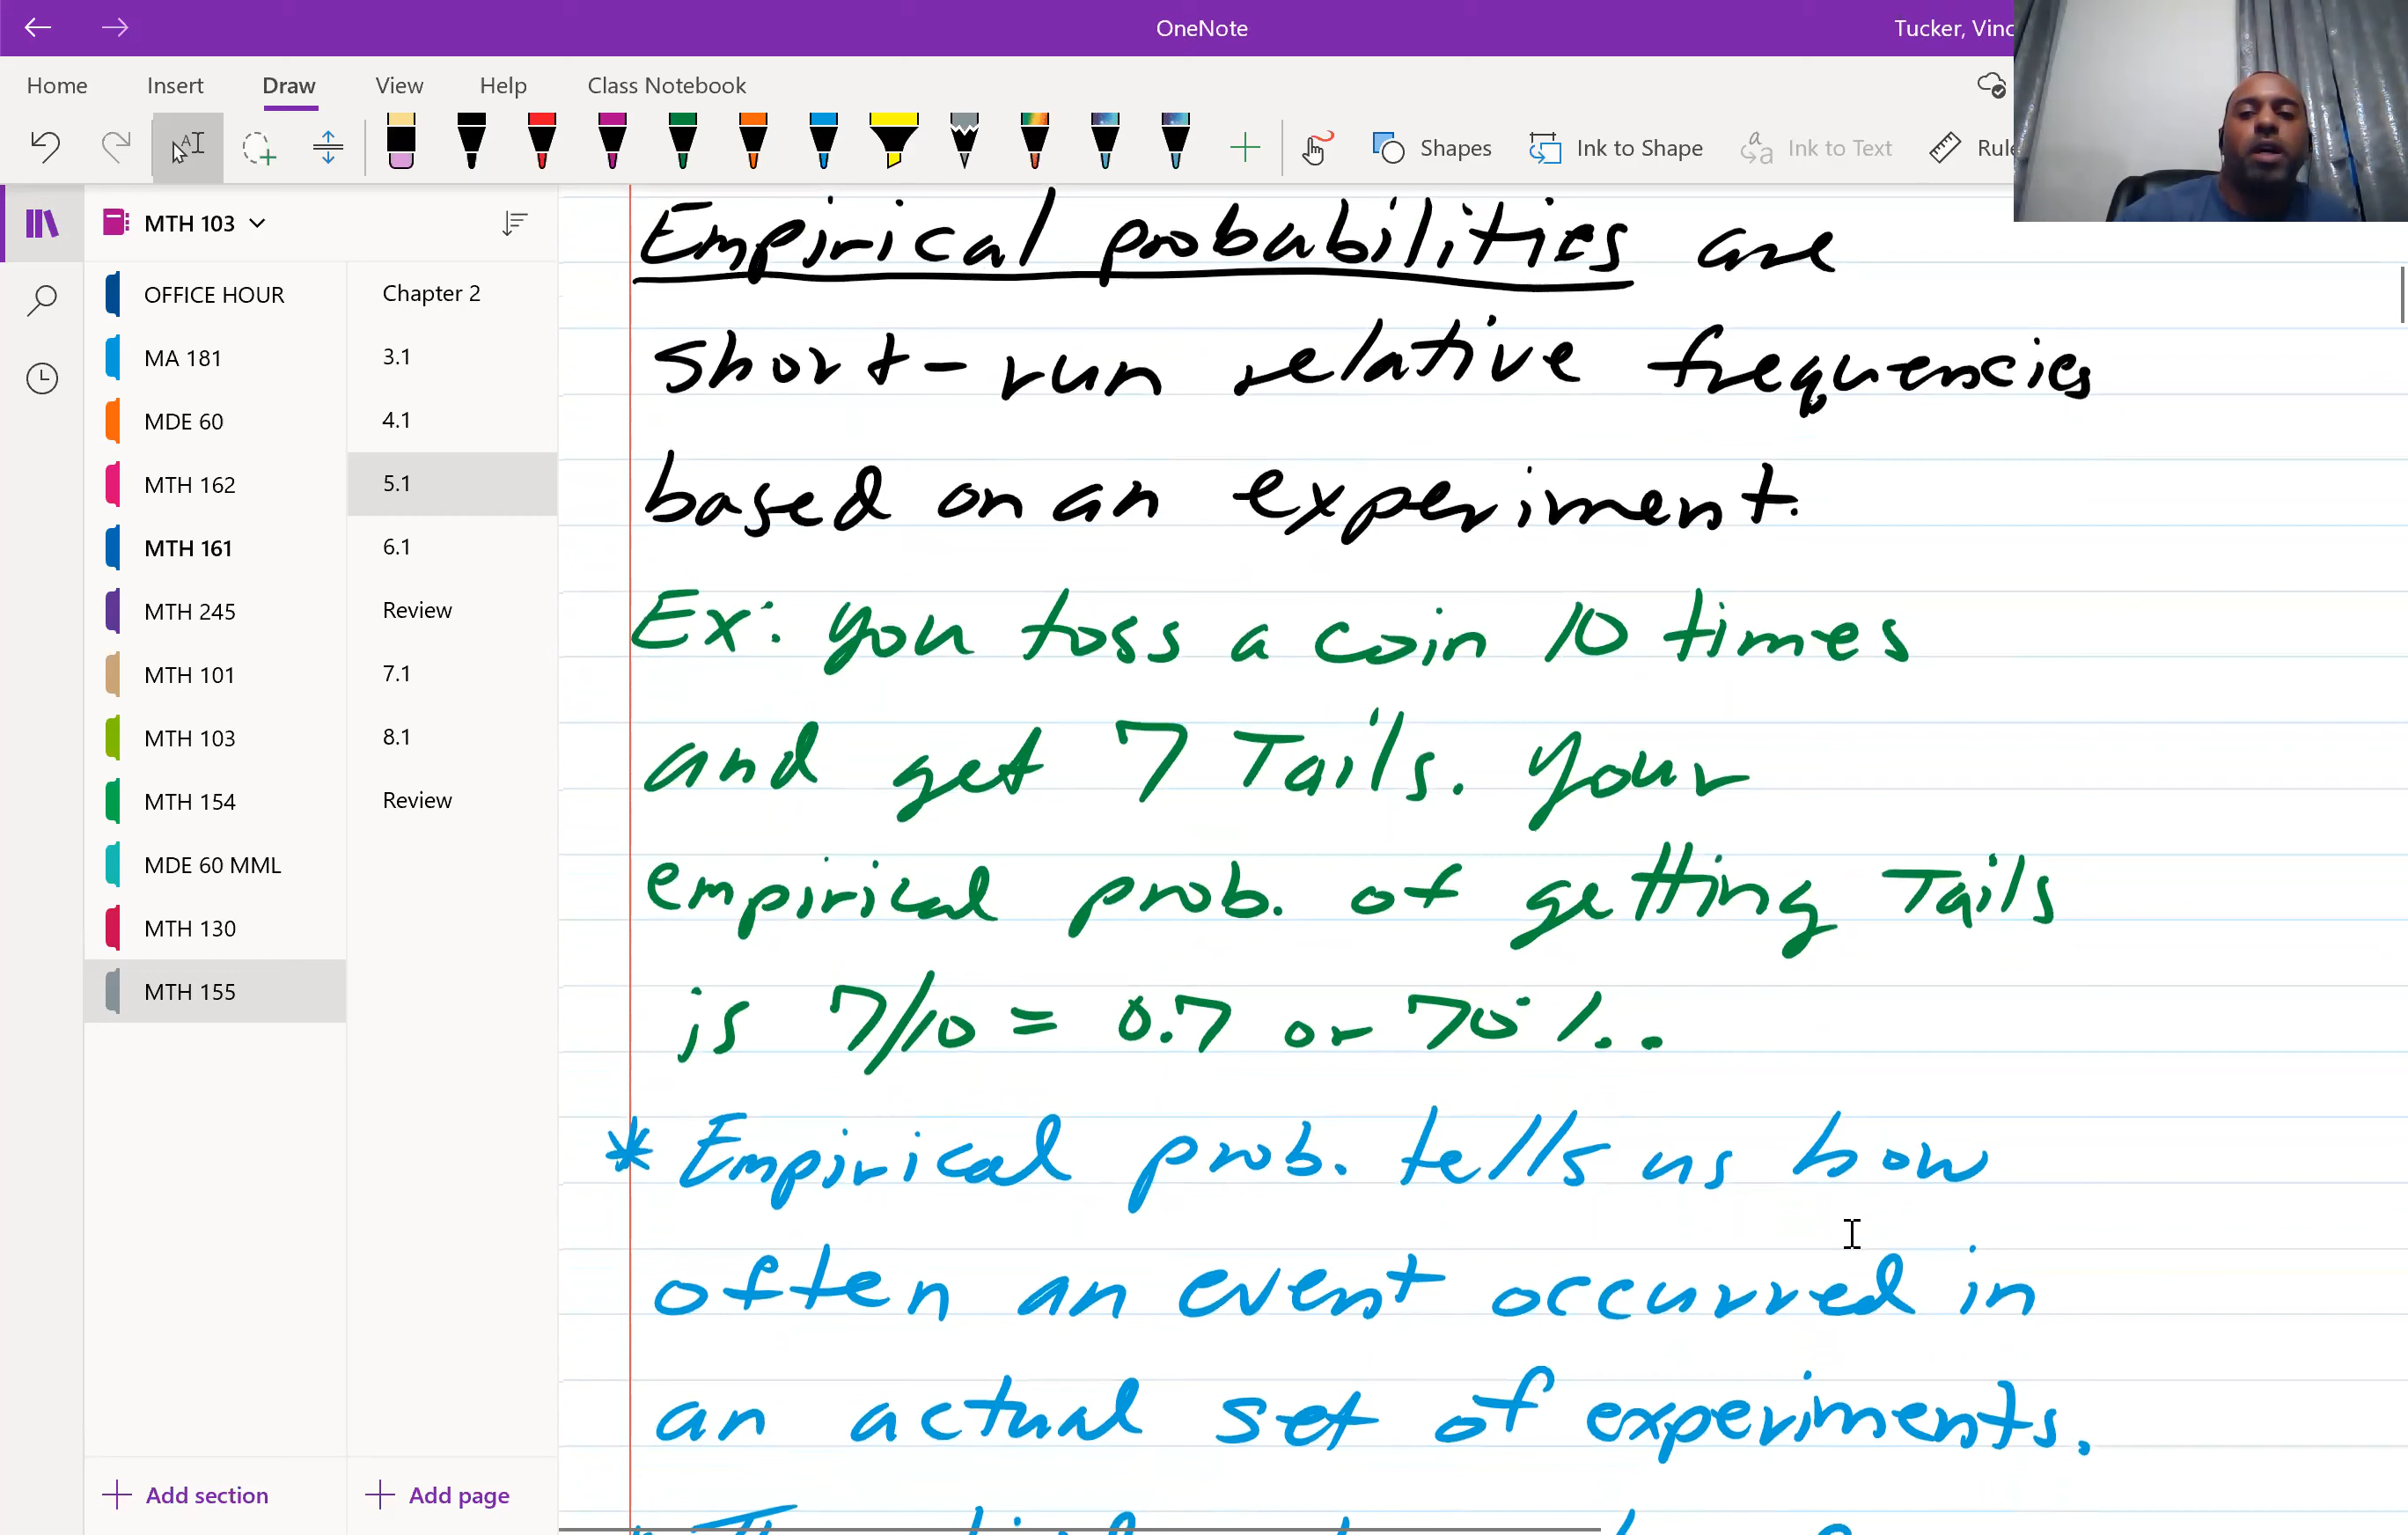 OneNote
Tucker, Vinc
Home Insert Draw View Help Class Notebook
Shapes Ink to Shape Ink to Text Rule
MTH 103
OFFICE HOUR
MA 181
MDE 60
MTH 162
MTH 161
MTH 245
MTH 101
MTH 103
MTH 154
MDE 60 MML
MTH 130
MTH 155
Add section
Chapter 2
3.1
4.1
5.1
6.1
Review
7.1
8.1
Review
Add page
Empirical probabilities are
short-run relative frequencies
based on an experiment.
Ex: you toss a coin 10 times
and get 7 Tails. Your
empirical prob. of getting Tails
is 7/10 = 0.7 or 70%.
* Empirical prob. tells us how
often an event occurred in
an actual set of experiments.